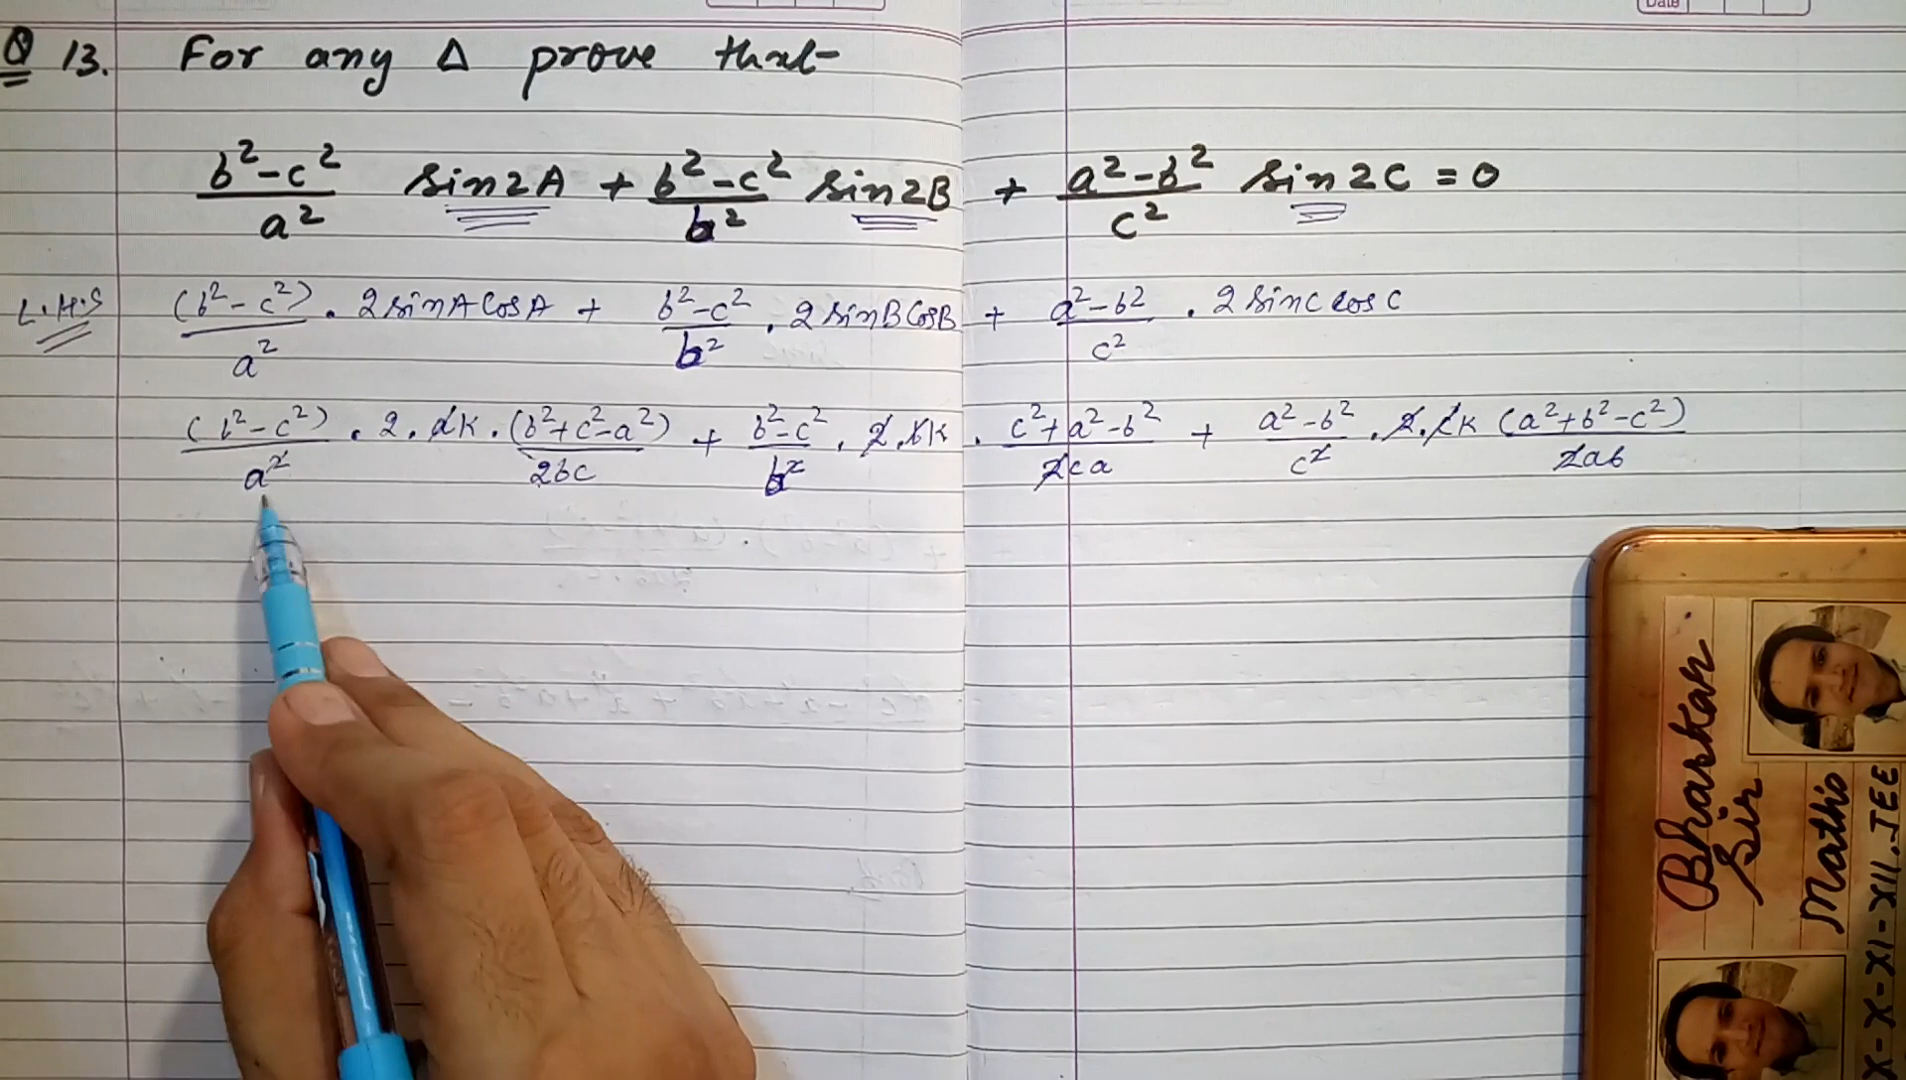 Q 13. For any Δ prove that
b²-c²/a² sin2A + b²-c²/b² sin2B + a²-b²/c² sin2C = 0
L.H.S (b²-c²)/a² . 2sinA cosA + b²-c²/b² . 2sinB CosB + a²-b²/c² . 2sinC cosC
(b²-c²)/a² . 2.aK.(b²+c²-a²)/2bc + b²-c²/b² . 2.bK . c²+a²-b²/2ca + a²-b²/c² . 2.cK (a²+b²-c²)/2ab
Date
Bhaskar
Sir
Maths
X-X-XI-XII.JEE